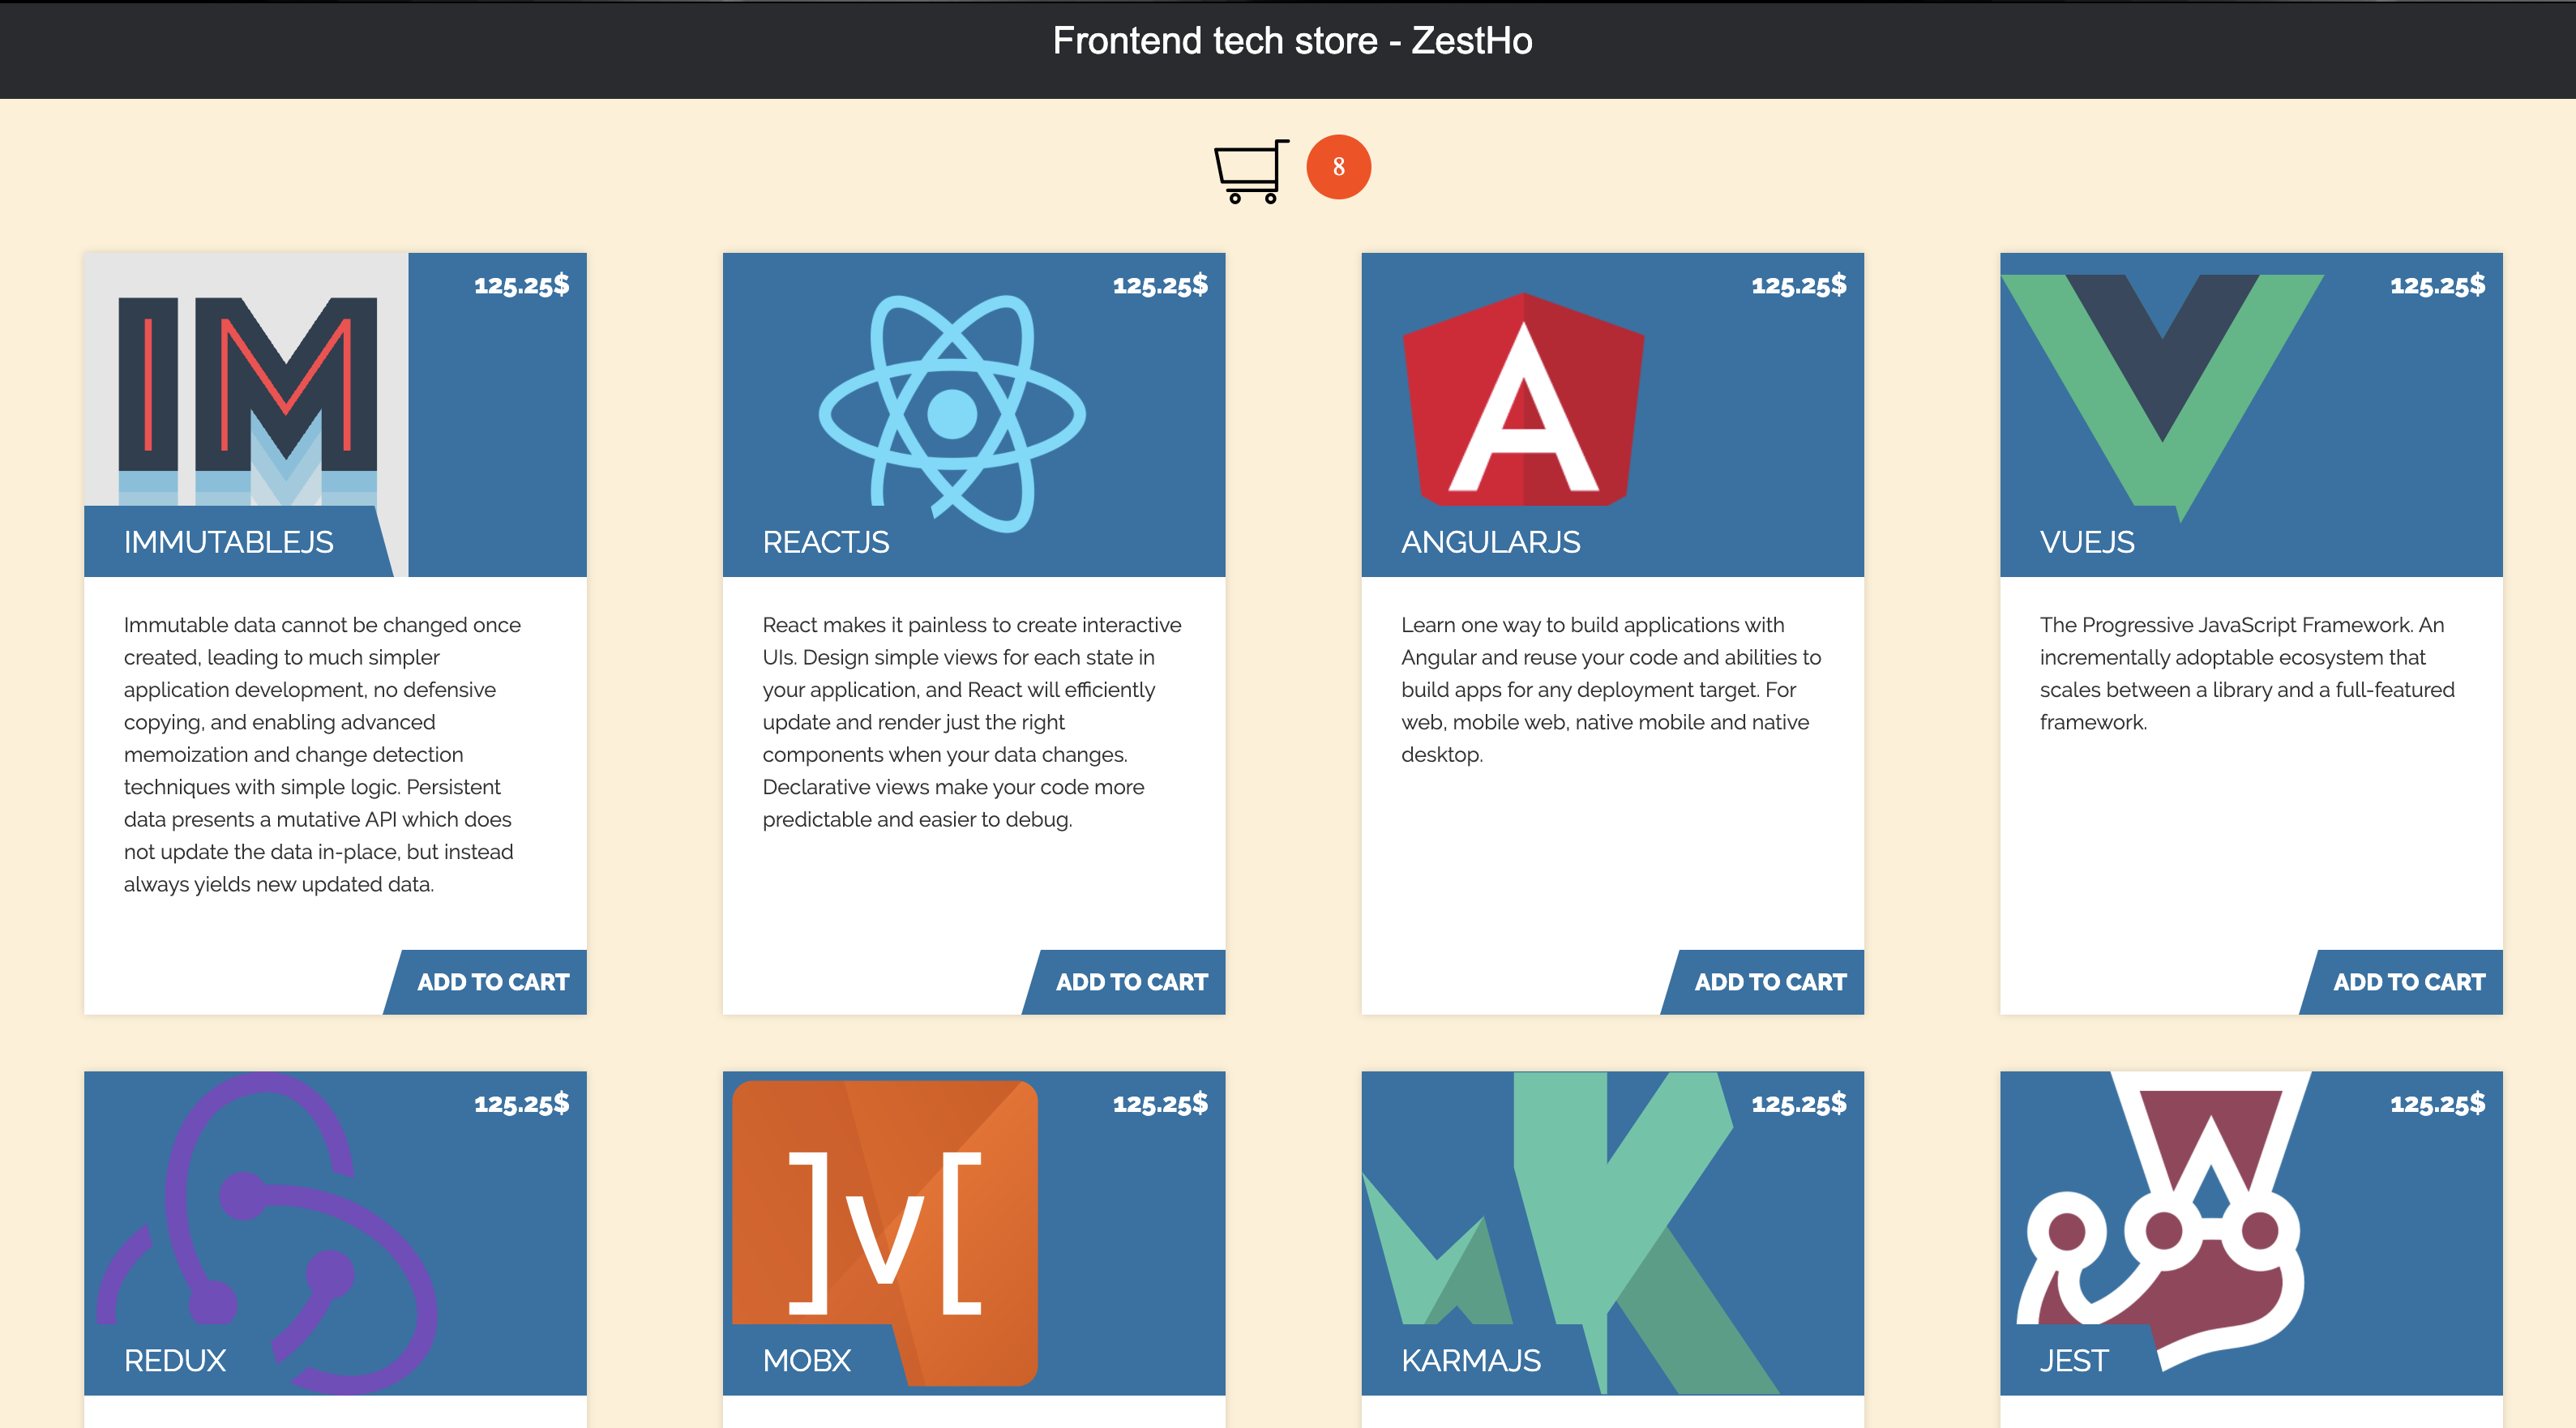 Frontend tech store - ZestHo
8
125.25$
IM
IMMUTABLEJS
Immutable data cannot be changed once
created, leading to much simpler
application development, no defensive
copying, and enabling advanced
memoization and change detection
techniques with simple logic. Persistent
data presents a mutative API which does
not update the data in-place, but instead
always yields new updated data.
ADD TO CART
125.25$
REACTJS
React makes it painless to create interactive
UIs. Design simple views for each state in
your application, and React will efficiently
update and render just the right
components when your data changes.
Declarative views make your code more
predictable and easier to debug.
ADD TO CART
125.25$
A
ANGULARJS
Learn one way to build applications with
Angular and reuse your code and abilities to
build apps for any deployment target. For
web, mobile web, native mobile and native
desktop.
ADD TO CART
125.25$
VUEJS
The Progressive JavaScript Framework. An
incrementally adoptable ecosystem that
scales between a library and a full-featured
framework.
ADD TO CART
125.25$
REDUX
125.25$
]v[
MOBX
125.25$
K
KARMAJS
125.25$
JEST